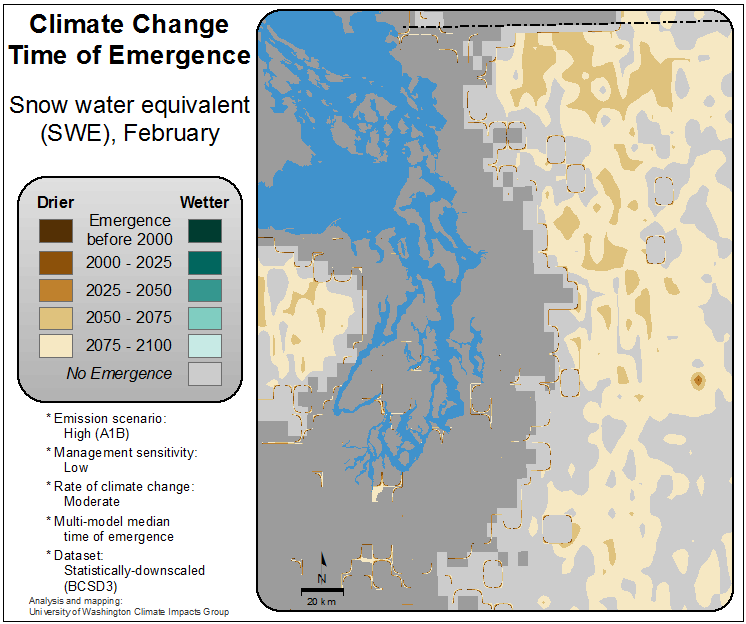 Climate Change
Time of Emergence
Snow water equivalent
(SWE), February
Drier Wetter
Emergence
before 2000
2000 - 2025
2025 - 2050
2050 - 2075
2075 - 2100
No Emergence
* Emission scenario:
High (A1B)
* Management sensitivity:
Low
* Rate of climate change:
Moderate
* Multi-model median
time of emergence
* Dataset:
Statistically-downscaled
(BCSD3)
Analysis and mapping:
University of Washington Climate Impacts Group
N
20 km